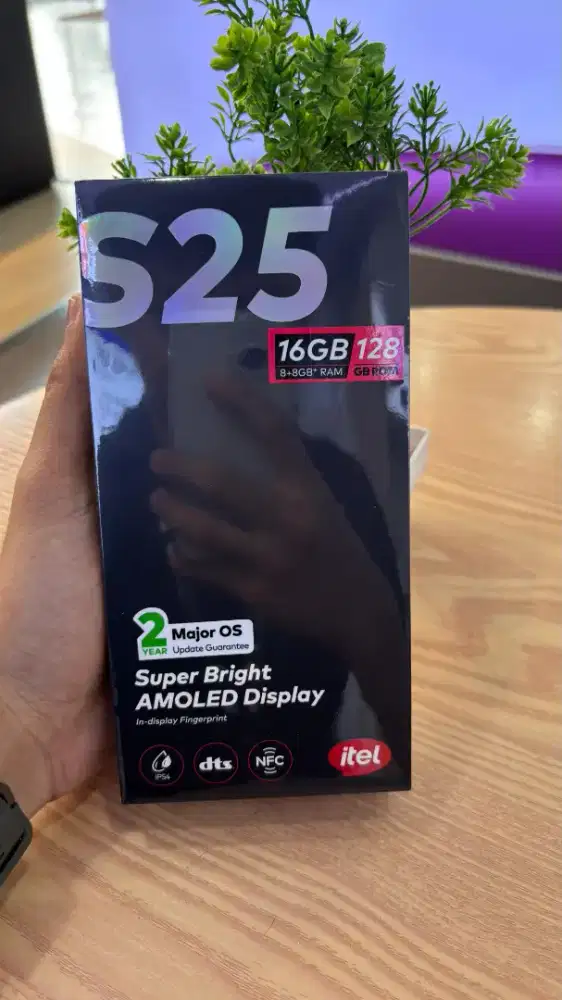 S25
16GB 128
8+8GB* RAM GB ROM
2 Major OS
YEAR Update Guarantee
Super Bright
AMOLED Display
In-display Fingerprint
IP54 dts NFC itel